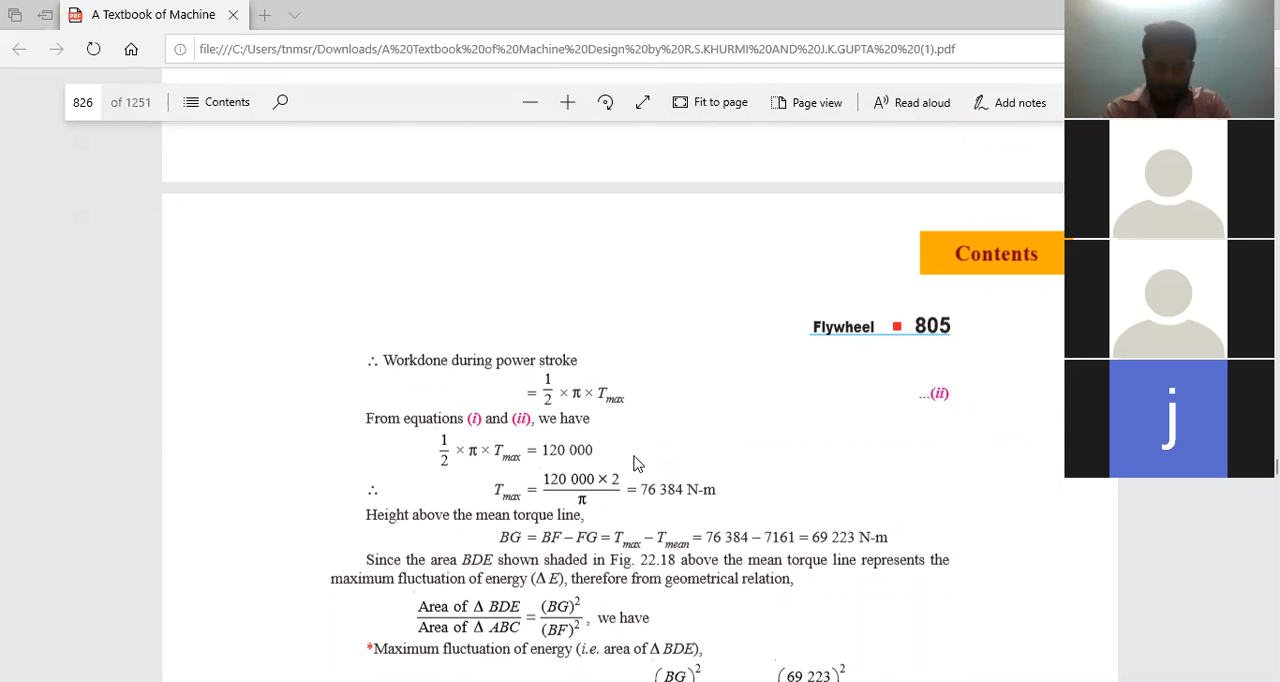 A Textbook of Machine
file:///C:/Users/tnmsr/Downloads/A%20Textbook%20of%20Machine%20Design%20by%20R.S.KHURMI%20AND%20J.K.GUPTA%20%20(1).pdf
826 of 1251 Contents Fit to page Page view Read aloud Add notes
Contents
Flywheel ■ 805
∴ Workdone during power stroke
= 1/2 × π × Tmax ...(ii)
From equations (i) and (ii), we have
1/2 × π × Tmax = 120 000
∴ Tmax = 120 000 × 2 / π = 76 384 N-m
Height above the mean torque line,
BG = BF – FG = Tmax – Tmean = 76 384 – 7161 = 69 223 N-m
Since the area BDE shown shaded in Fig. 22.18 above the mean torque line represents the
maximum fluctuation of energy (Δ E), therefore from geometrical relation,
Area of Δ BDE / Area of Δ ABC = (BG)² / (BF)², we have
*Maximum fluctuation of energy (i.e. area of Δ BDE),
(BG)² (69 223)²
j